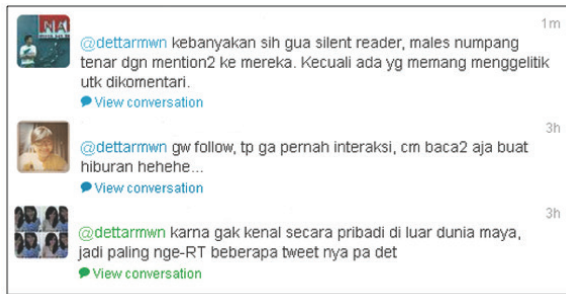 1m
@dettarmwn kebanyakan sih gua silent reader, males numpang
tenar dgn mention2 ke mereka. Kecuali ada yg memang menggelitik
utk dikomentari.
View conversation
3h
@dettarmwn gw follow, tp ga pernah interaksi, cm baca2 aja buat
hiburan hehehe...
View conversation
3h
@dettarmwn karna gak kenal secara pribadi di luar dunia maya,
jadi paling nge-RT beberapa tweet nya pa det
View conversation